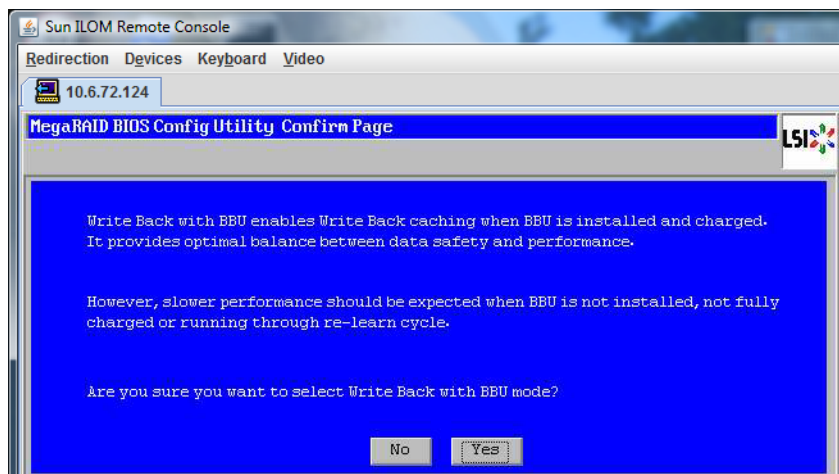 Sun ILOM Remote Console
Redirection Devices Keyboard Video
10.6.72.124
MegaRAID BIOS Config Utility Confirm Page
LSI
Write Back with BBU enables Write Back caching when BBU is installed and charged.
It provides optimal balance between data safety and performance.
However, slower performance should be expected when BBU is not installed, not fully
charged or running through re-learn cycle.
Are you sure you want to select Write Back with BBU mode?
No Yes